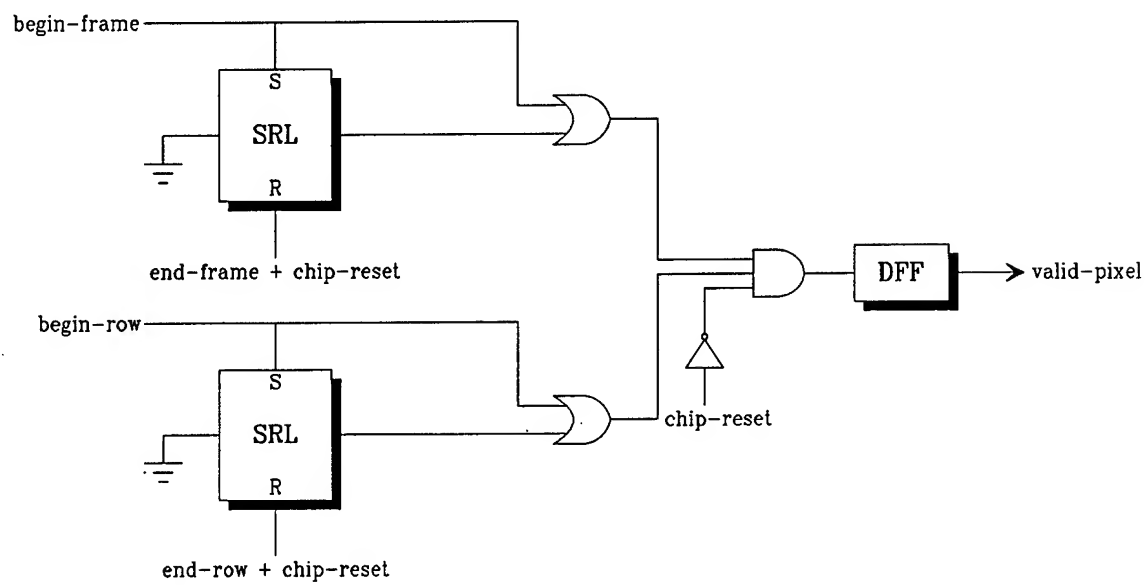 begin-frame
S
SRL
R
end-frame + chip-reset
DFF
valid-pixel
begin-row
S
SRL
R
chip-reset
end-row + chip-reset